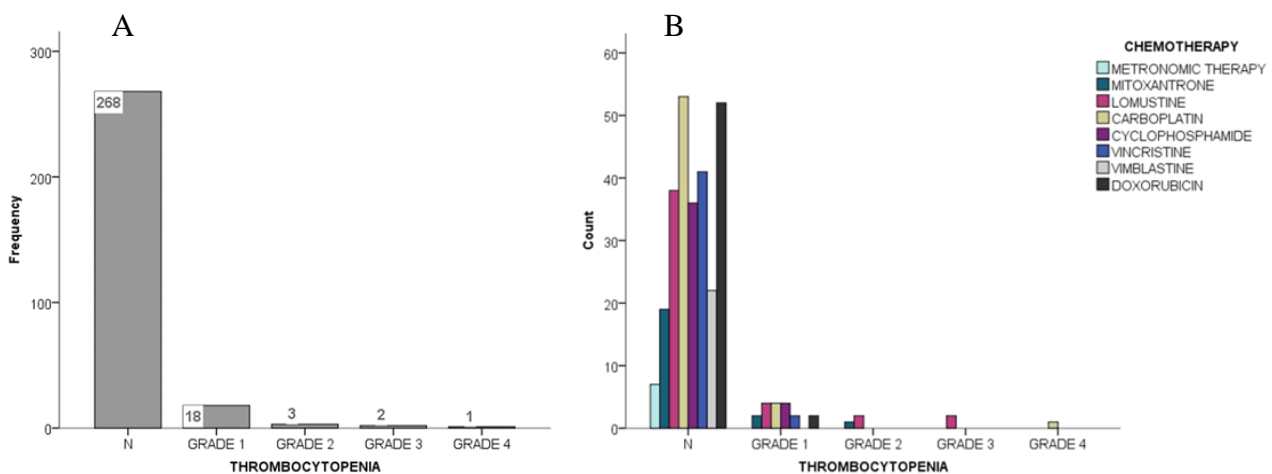 A
300
200
100
0
Frequency
268
18
3
2
1
N GRADE 1 GRADE 2 GRADE 3 GRADE 4
THROMBOCYTOPENIA
B
60
50
40
30
20
10
0
Count
N GRADE 1 GRADE 2 GRADE 3 GRADE 4
THROMBOCYTOPENIA
CHEMOTHERAPY
METRONOMIC THERAPY
MITOXANTRONE
LOMUSTINE
CARBOPLATIN
CYCLOPHOSPHAMIDE
VINCRISTINE
VIMBLASTINE
DOXORUBICIN